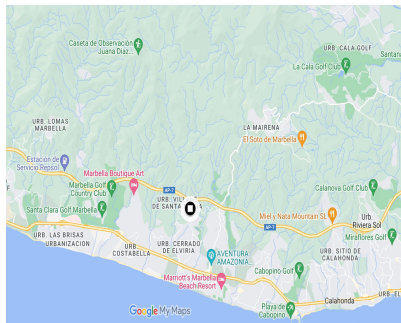 Caseta de Observación
Juana Díaz...
URB. CALA GOLF
Santan
La Cala Golf Club
URB. LOMAS
MARBELLA
LA MAIRENA
El Soto de Marbella
Estación de
Servicio Repsol
Marbella Boutique Art
Marbella Golf
Country Club
AP-7
Calanova Golf Club
URB. VIL
DE SANTA
Santa Clara Golf Marbella
Miel y Nata Mountain SL
Urb.
Riviera Sol
AP-7
Miraflores Golf
URB. LAS BRISAS
URBANIZACION
URB.
COSTABELLA
URB. CERRADO
DE ELVIRIA
AVENTURA
AMAZONIA...
URB. SITIO DE
CALAHONDA
Cabopino Golf
Marriott's Marbella
Beach Resort
Playa de
Cabopino
Calahonda
URB. EL
Google My Maps